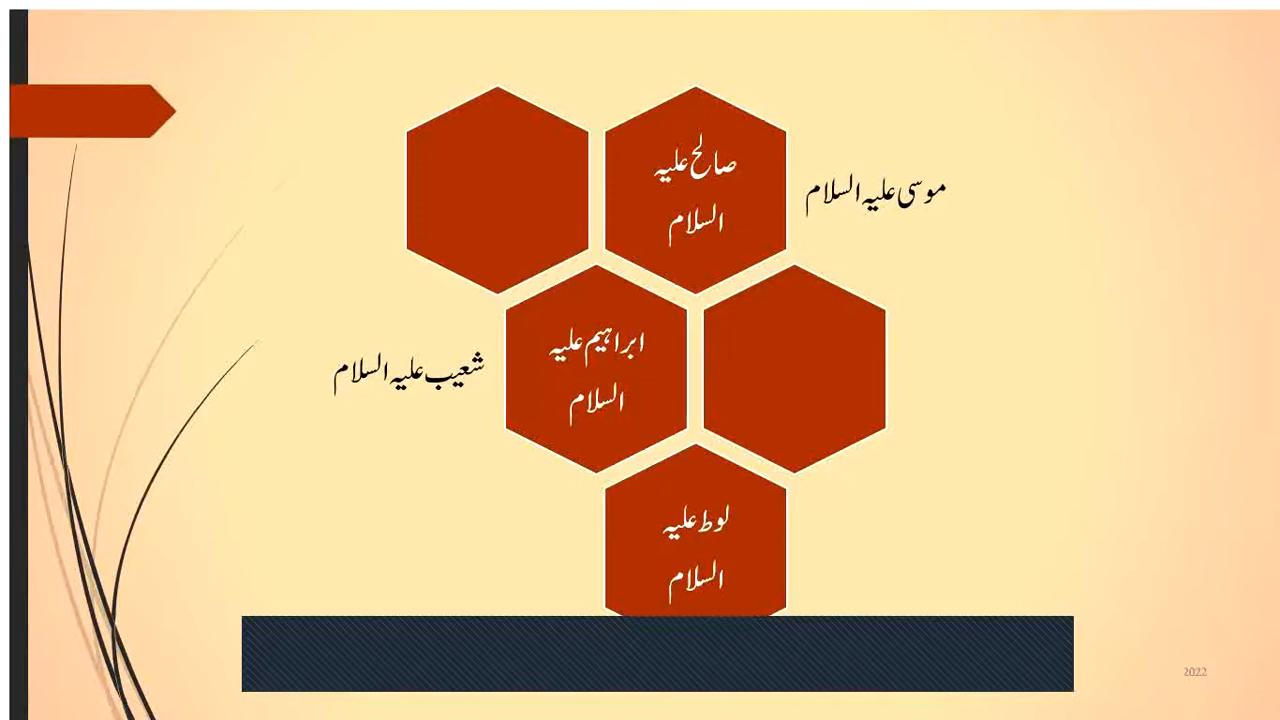 صالح علیہ
السلام
موسی علیہ السلام
ابراہیم علیہ
السلام
شعیب علیہ السلام
لوط علیہ
السلام
2022